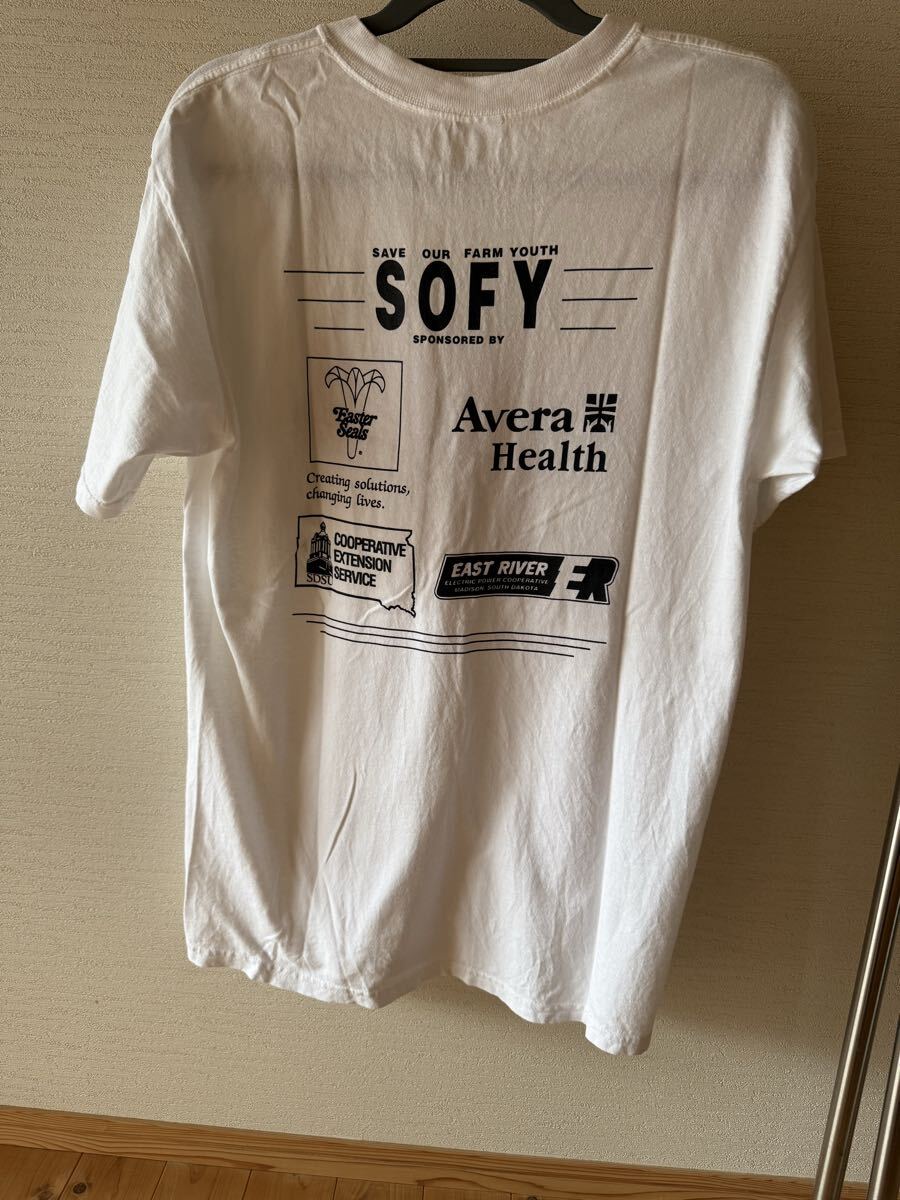 SAVE OUR FARM YOUTH
SOFY
SPONSORED BY
Easter
Seals
®
Creating solutions,
changing lives.
Avera
Health
SDSU
COOPERATIVE
EXTENSION
SERVICE
EAST RIVER
ELECTRIC POWER COOPERATIVE
MADISON, SOUTH DAKOTA
ER